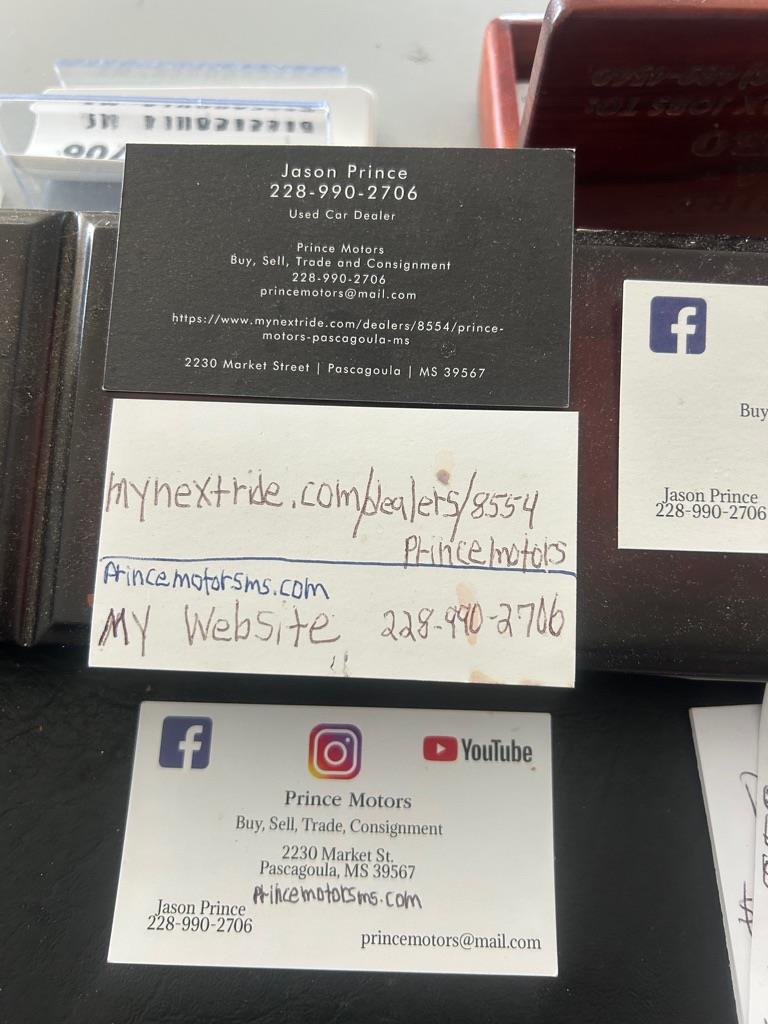 Jason Prince
228-990-2706
Used Car Dealer
Prince Motors
Buy, Sell, Trade and Consignment
228-990-2706
princemotors@mail.com
https://www.mynextride.com/dealers/8554/prince-
motors-pascagoula-ms
2230 Market Street | Pascagoula | MS 39567
mynextride.com/dealers/8554
Princemotors
Princemotorsms.com
MY Website 228-990-2706
f
YouTube
Prince Motors
Buy, Sell, Trade, Consignment
2230 Market St.
Pascagoula, MS 39567
Princemotorsms.com
Jason Prince
228-990-2706
princemotors@mail.com
f
Buy
Jason Prince
228-990-2706